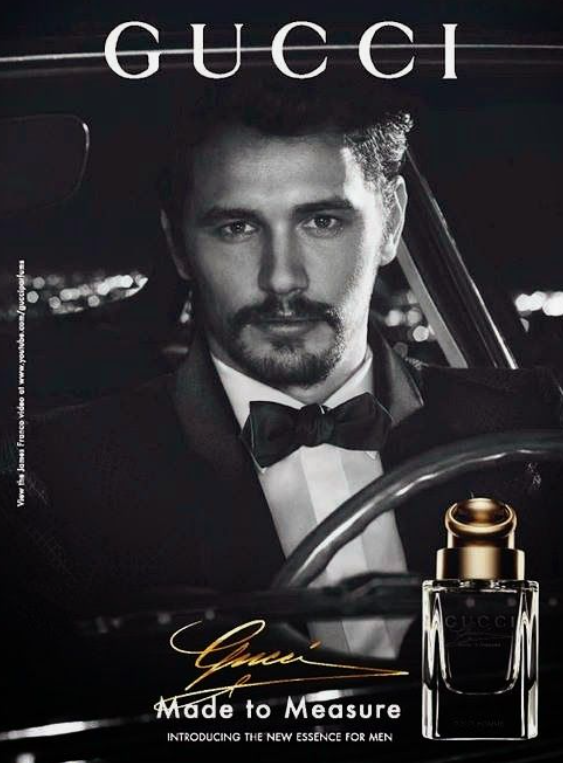 GUCCI
View the James Franco video at www.youtube.com/gucciparfums
GUCCI
Gucci
Made to Measure
INTRODUCING THE NEW ESSENCE FOR MEN